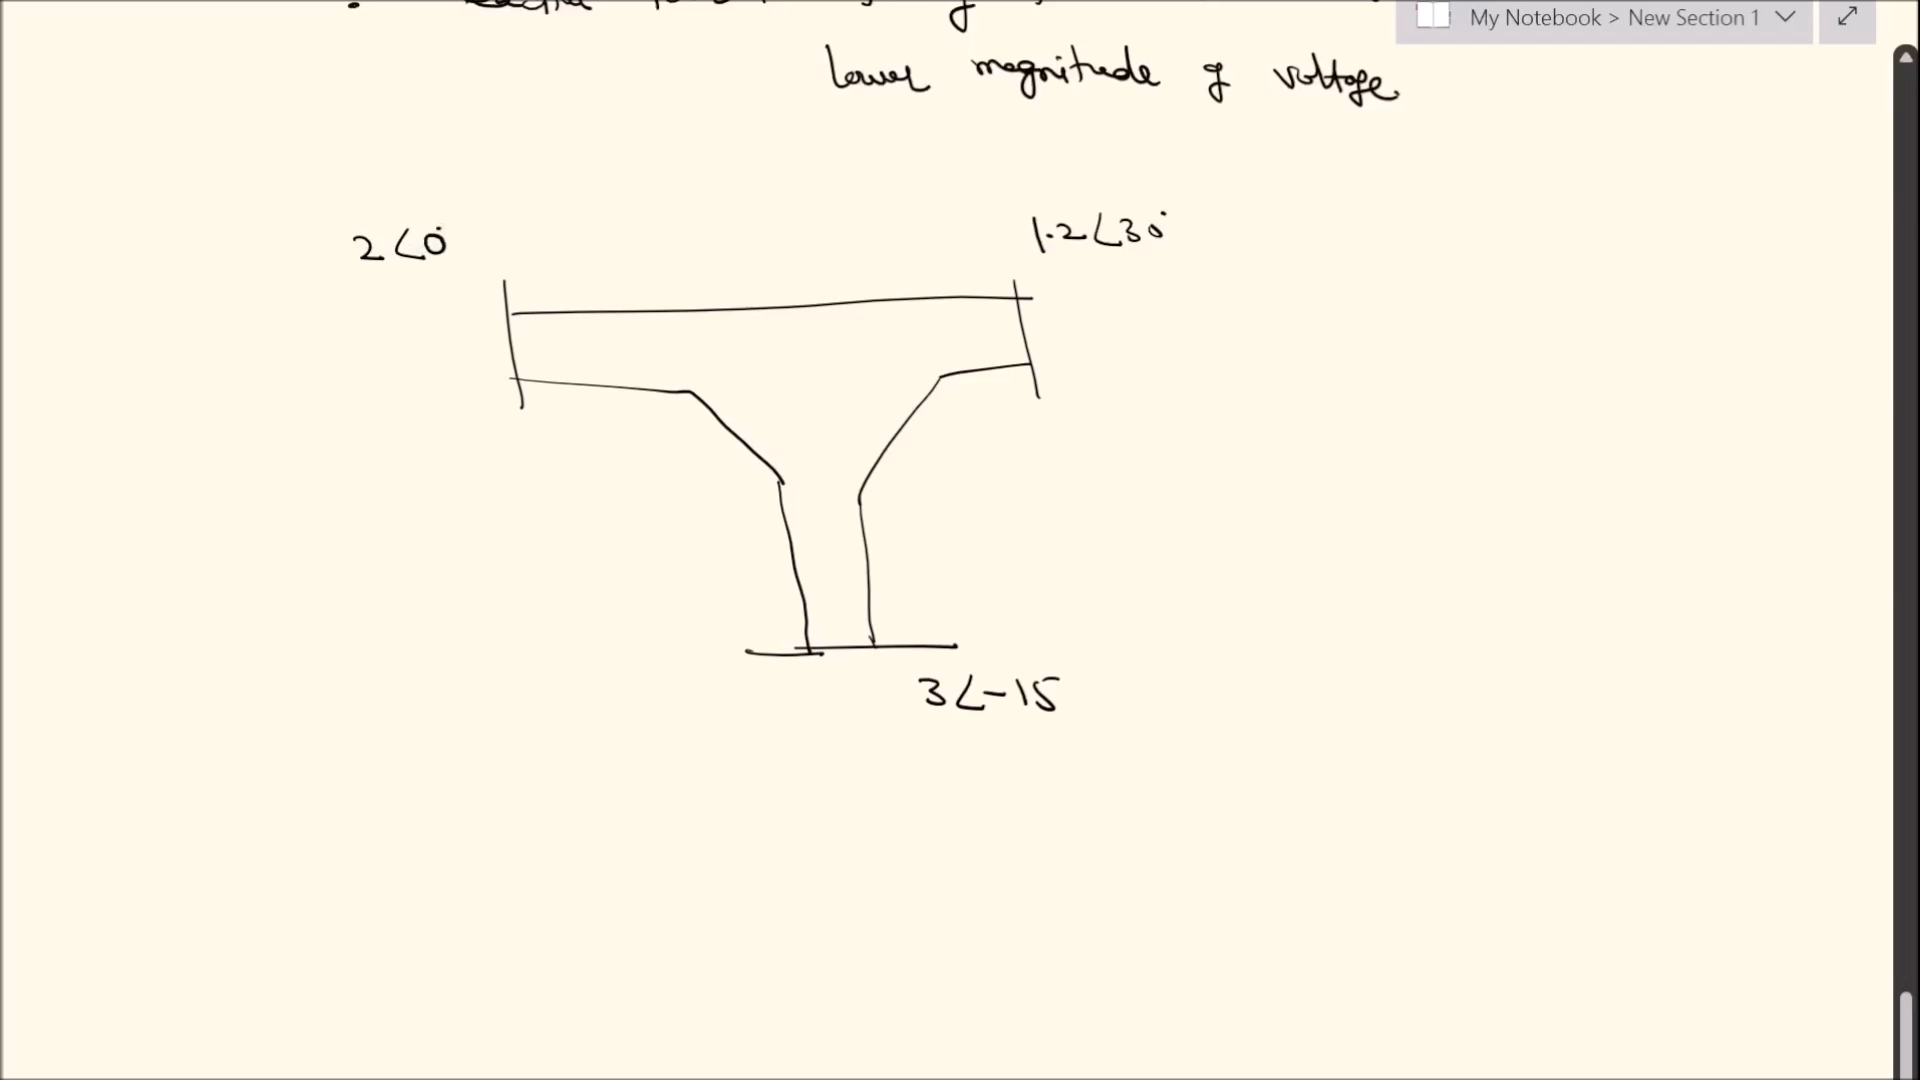 My Notebook > New Section 1
lower magnitude of voltage
2∠0°
1.2∠30°
3∠-15